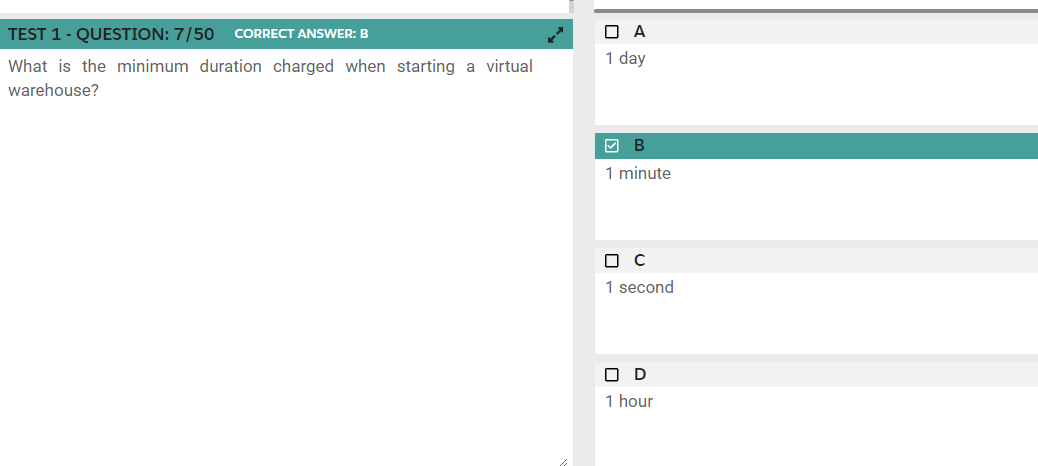 TEST 1 - QUESTION: 7/50 CORRECT ANSWER: B
What is the minimum duration charged when starting a virtual
warehouse?
A
1 day
B
1 minute
C
1 second
D
1 hour